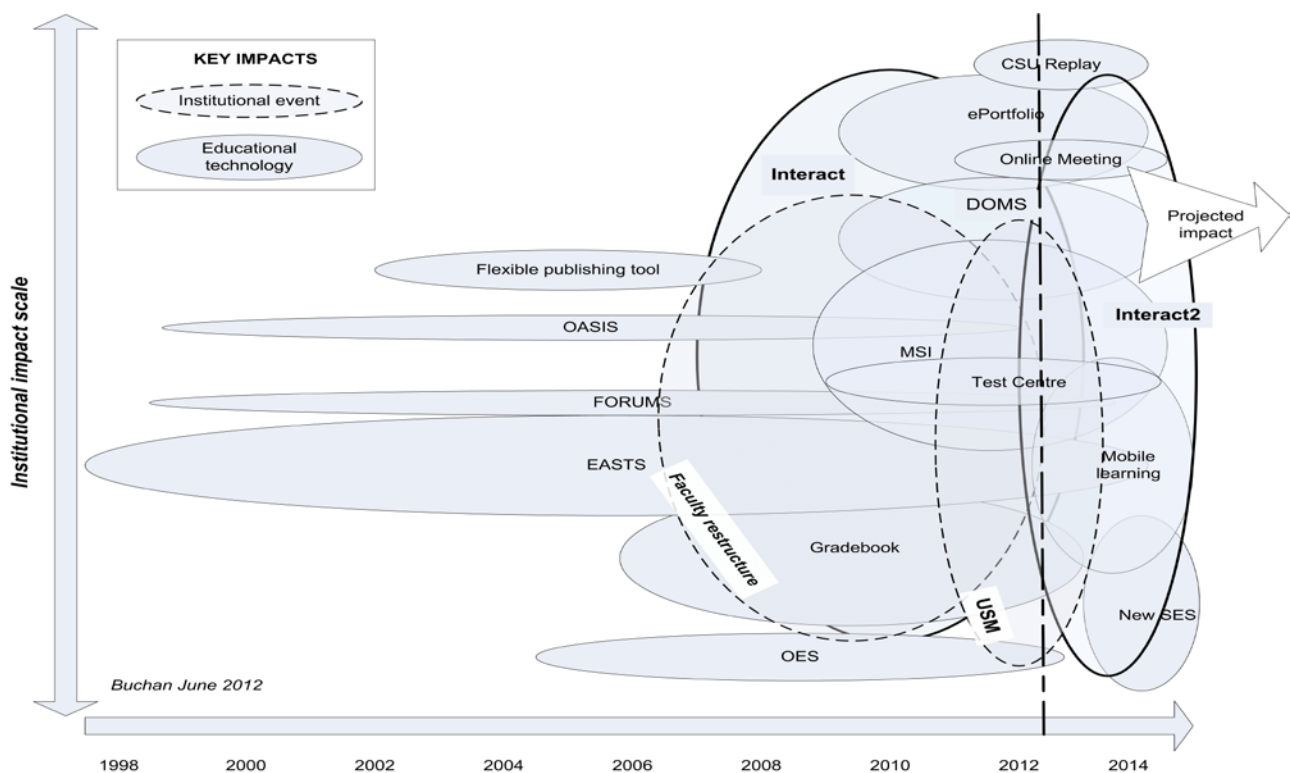 KEY IMPACTS
Institutional event
Educational
technology
CSU Replay
ePortfolio
Online Meeting
Interact
DOMS
Projected
impact
Flexible publishing tool
Interact2
OASIS
MSI
Test Centre
FORUMS
EASTS
Mobile
learning
Faculty restructure
Gradebook
USM
New SES
OES
Institutional impact scale
Buchan June 2012
1998 2000 2002 2004 2006 2008 2010 2012 2014